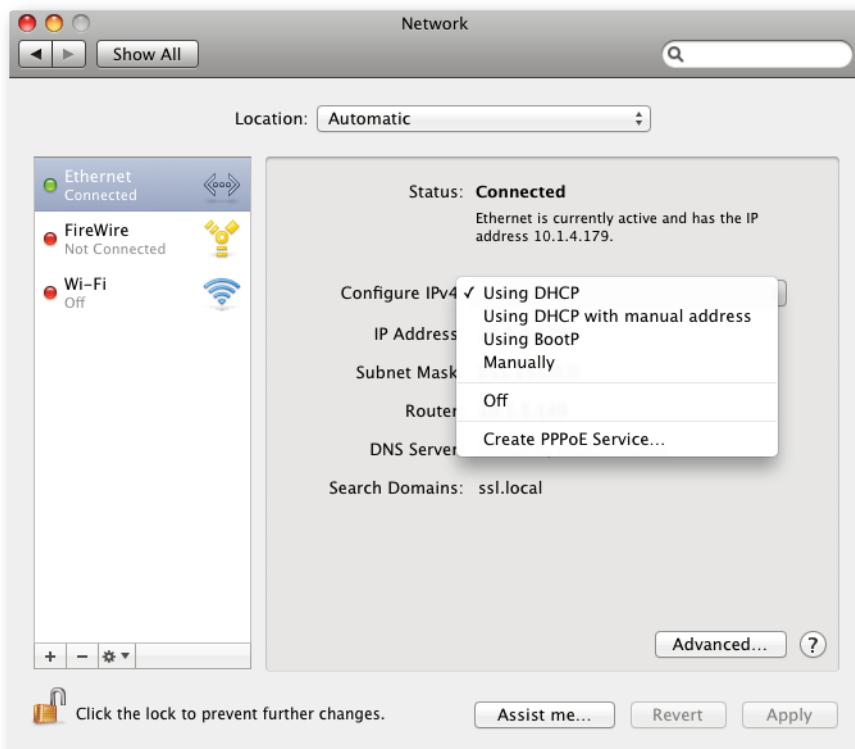 Network
Show All
Location: Automatic
Ethernet
Connected
FireWire
Not Connected
Wi-Fi
Off
Status: Connected
Ethernet is currently active and has the IP
address 10.1.4.179.
Configure IPv4 ✓ Using DHCP
Using DHCP with manual address
IP Address
Using BootP
Manually
Subnet Mask
Off
Router
Create PPPoE Service...
DNS Server
Search Domains: ssl.local
Advanced... ?
+ −
Click the lock to prevent further changes.
Assist me... Revert Apply